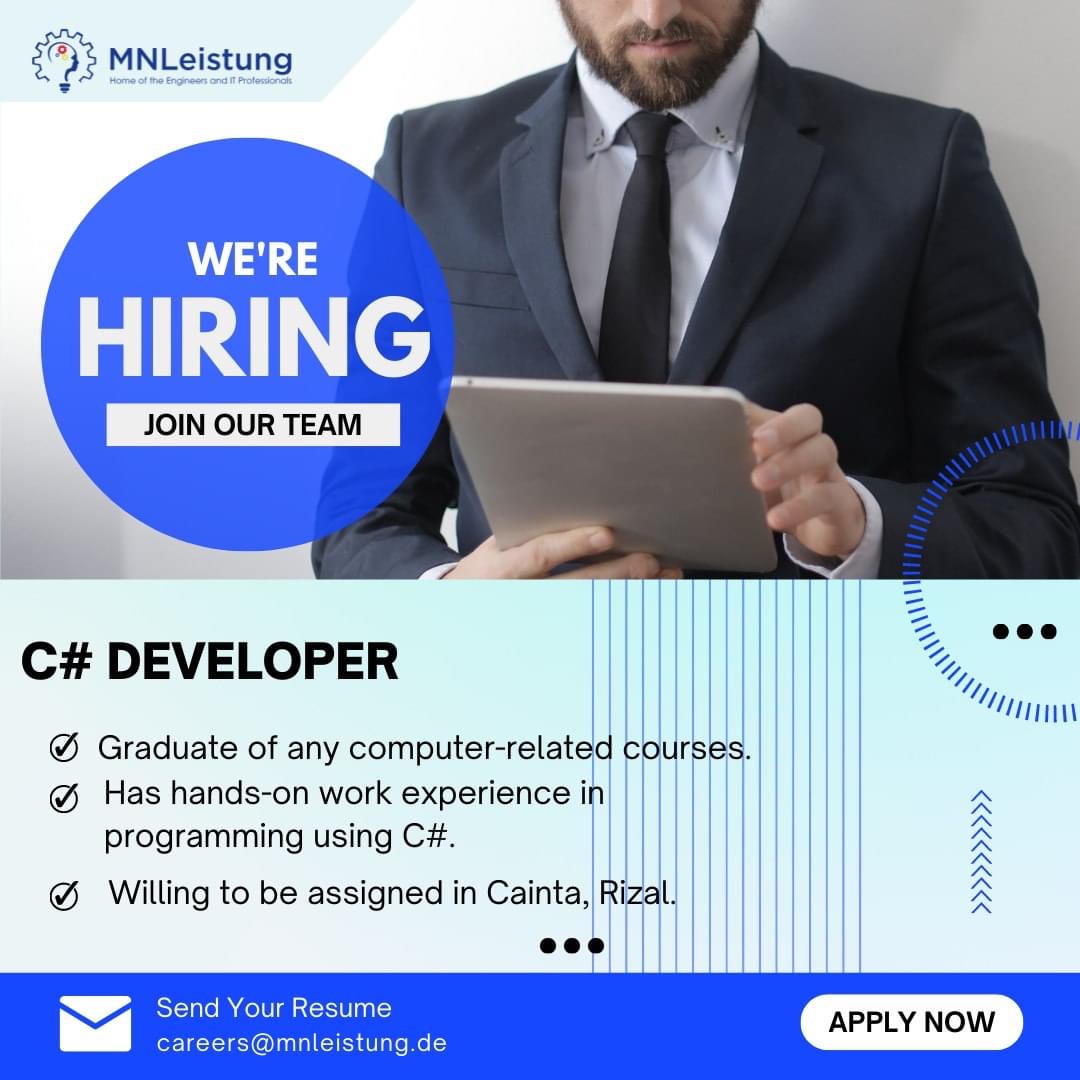 MNLeistung
Home of the Engineers and IT Professionals
WE'RE
HIRING
JOIN OUR TEAM
C# DEVELOPER
Graduate of any computer-related courses.
Has hands-on work experience in
programming using C#.
Willing to be assigned in Cainta, Rizal.
Send Your Resume
careers@mnleistung.de
APPLY NOW